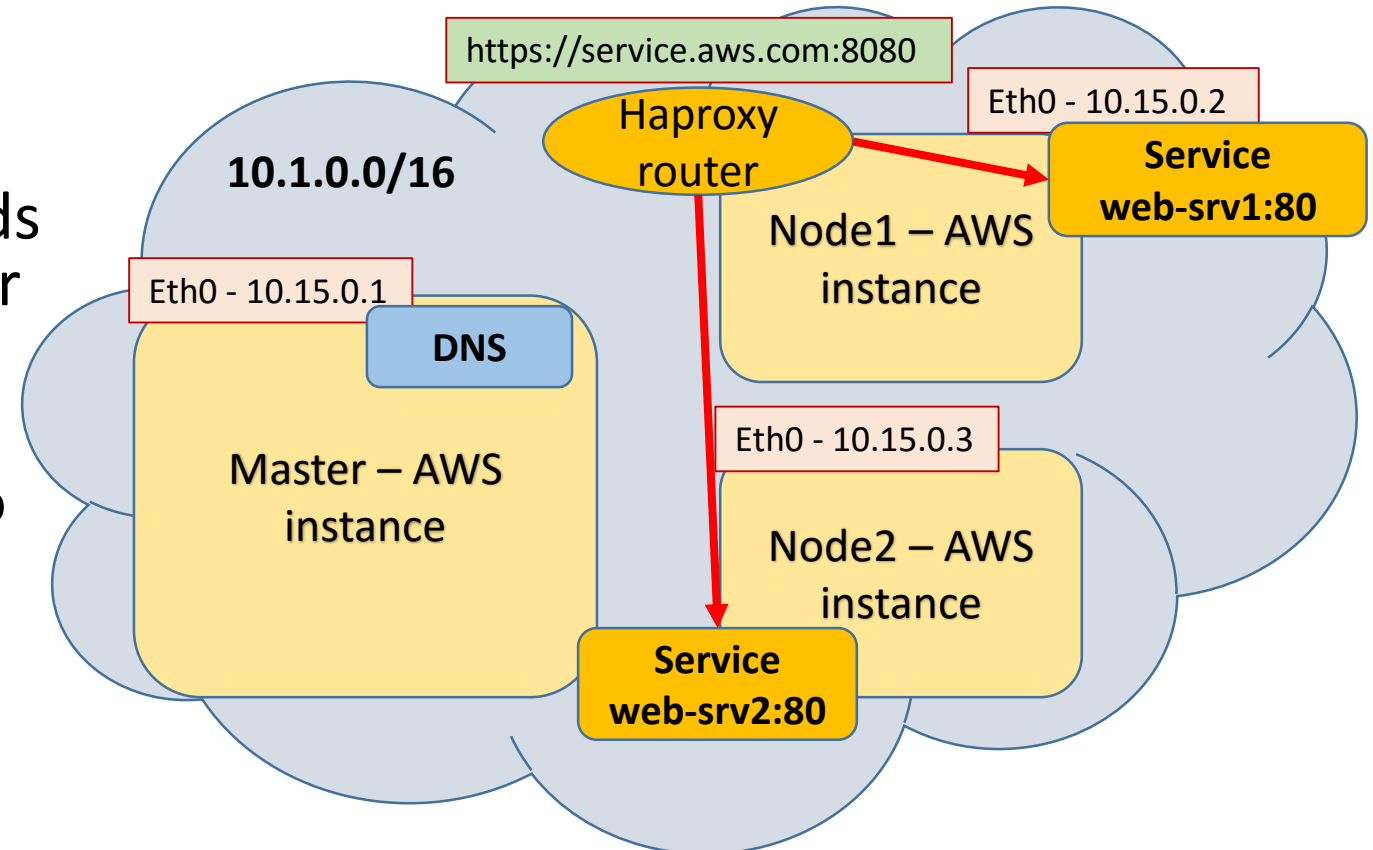 https://service.aws.com:8080
Eth0 - 10.15.0.2
Haproxy
router
Service
web-srv1:80
10.1.0.0/16
Node1 – AWS
instance
Eth0 - 10.15.0.1
DNS
Eth0 - 10.15.0.3
Master – AWS
instance
Node2 – AWS
instance
Service
web-srv2:80